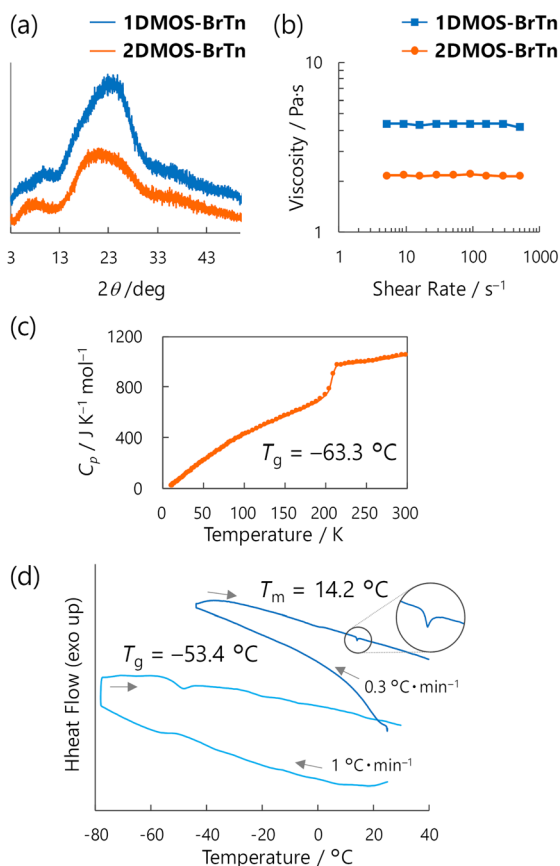 (a)
1DMOS-BrTn
2DMOS-BrTn
3 13 23 33 43
2θ /deg
(b)
1DMOS-BrTn
2DMOS-BrTn
Viscosity / Pa·s
10
1
1 10 100 1000
Shear Rate / s⁻¹
(c)
Cp / J K⁻¹ mol⁻¹
1200
800
400
0
Tg = −63.3 °C
0 50 100 150 200 250 300
Temperature / K
(d)
Hheat Flow (exo up)
Tm = 14.2 °C
Tg = −53.4 °C
0.3 °C·min⁻¹
1 °C·min⁻¹
-80 -60 -40 -20 0 20 40
Temperature / °C